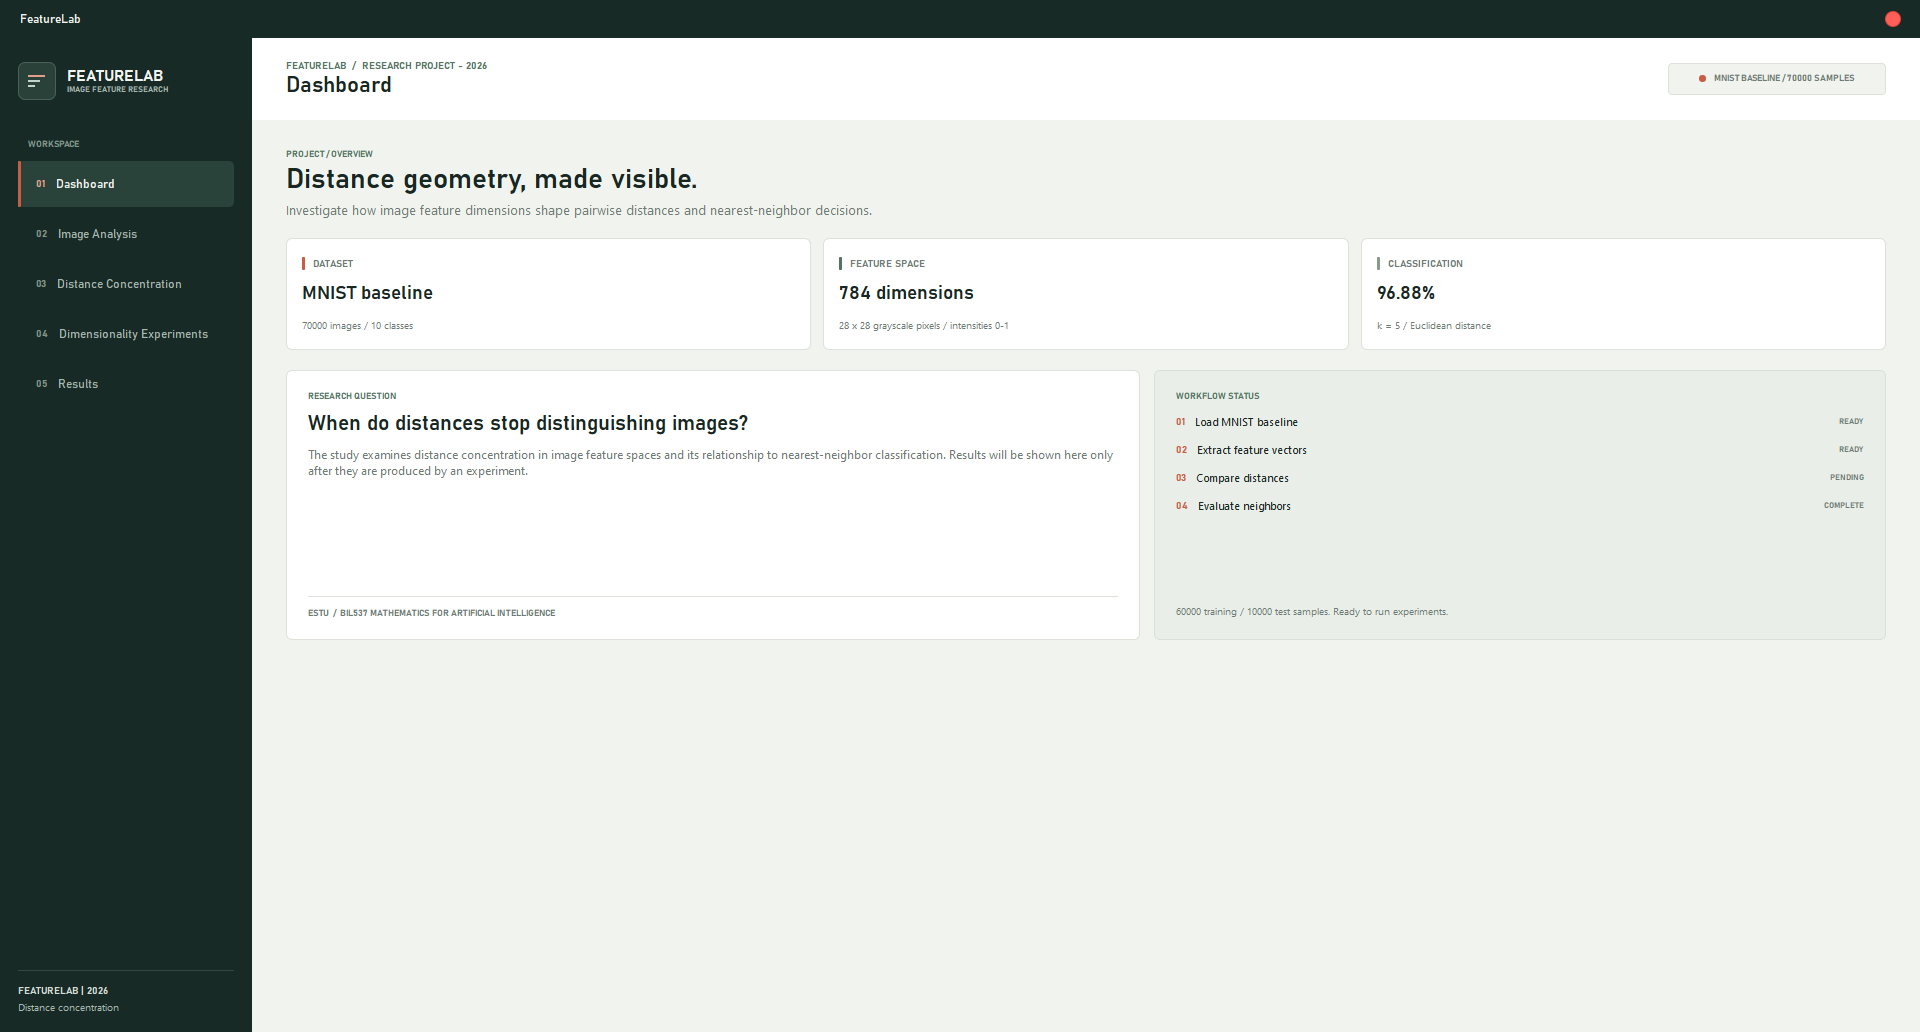 FeatureLab
FEATURELAB
IMAGE FEATURE RESEARCH
WORKSPACE
01 Dashboard
02 Image Analysis
03 Distance Concentration
04 Dimensionality Experiments
05 Results
FEATURELAB | 2026
Distance concentration
FEATURELAB / RESEARCH PROJECT - 2026
Dashboard
MNIST BASELINE / 70000 SAMPLES
PROJECT / OVERVIEW
Distance geometry, made visible.
Investigate how image feature dimensions shape pairwise distances and nearest-neighbor decisions.
DATASET
MNIST baseline
70000 images / 10 classes
FEATURE SPACE
784 dimensions
28 x 28 grayscale pixels / intensities 0-1
CLASSIFICATION
96.88%
k = 5 / Euclidean distance
RESEARCH QUESTION
When do distances stop distinguishing images?
The study examines distance concentration in image feature spaces and its relationship to nearest-neighbor classification. Results will be shown here only
after they are produced by an experiment.
ESTU / BIL537 MATHEMATICS FOR ARTIFICIAL INTELLIGENCE
WORKFLOW STATUS
01 Load MNIST baseline READY
02 Extract feature vectors READY
03 Compare distances PENDING
04 Evaluate neighbors COMPLETE
60000 training / 10000 test samples. Ready to run experiments.